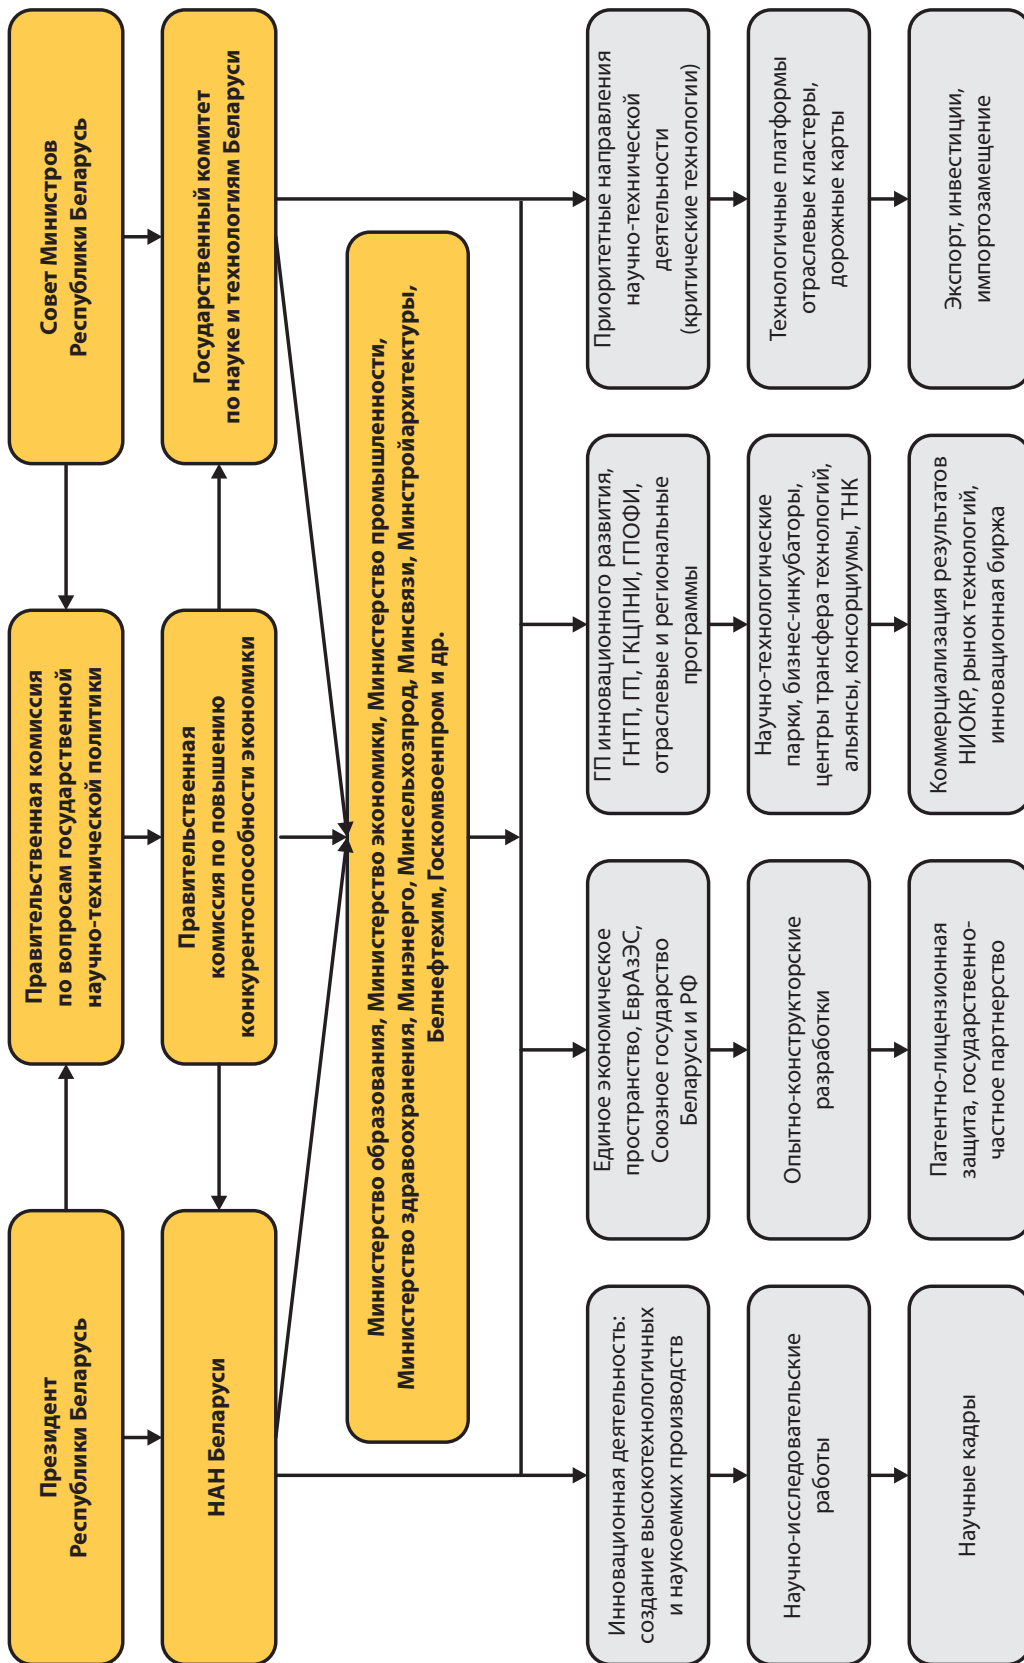 Президент
Республики Беларусь
Правительственная комиссия
по вопросам государственной
научно-технической политики
Совет Министров
Республики Беларусь
НАН Беларуси
Правительственная
комиссия по повышению
конкурентоспособности экономики
Государственный комитет
по науке и технологиям Беларуси
Министерство образования, Министерство экономики, Министерство промышленности,
Министерство здравоохранения, Минэнерго, Минсельхозпрод, Минсвязи, Минстройархитектуры,
Белнефтехим, Госкомвоенпром и др.
Инновационная деятельность:
создание высокотехнологичных
и наукоемких производств
Единое экономическое
пространство, ЕврАзЭС,
Союзное государство
Беларуси и РФ
ГП инновационного развития,
ГНТП, ГП, ГКЦПНИ, ГПОФИ,
отраслевые и региональные
программы
Приоритетные направления
научно-технической
деятельности
(критические технологии)
Научно-исследовательские
работы
Опытно-конструкторские
разработки
Научно-технологические
парки, бизнес-инкубаторы,
центры трансфера технологий,
альянсы, консорциумы, ТНК
Технологичные платформы
отраслевые кластеры,
дорожные карты
Научные кадры
Патентно-лицензионная
защита, государственно-
частное партнерство
Коммерциализация результатов
НИОКР, рынок технологий,
инновационная биржа
Экспорт, инвестиции,
импортозамещение